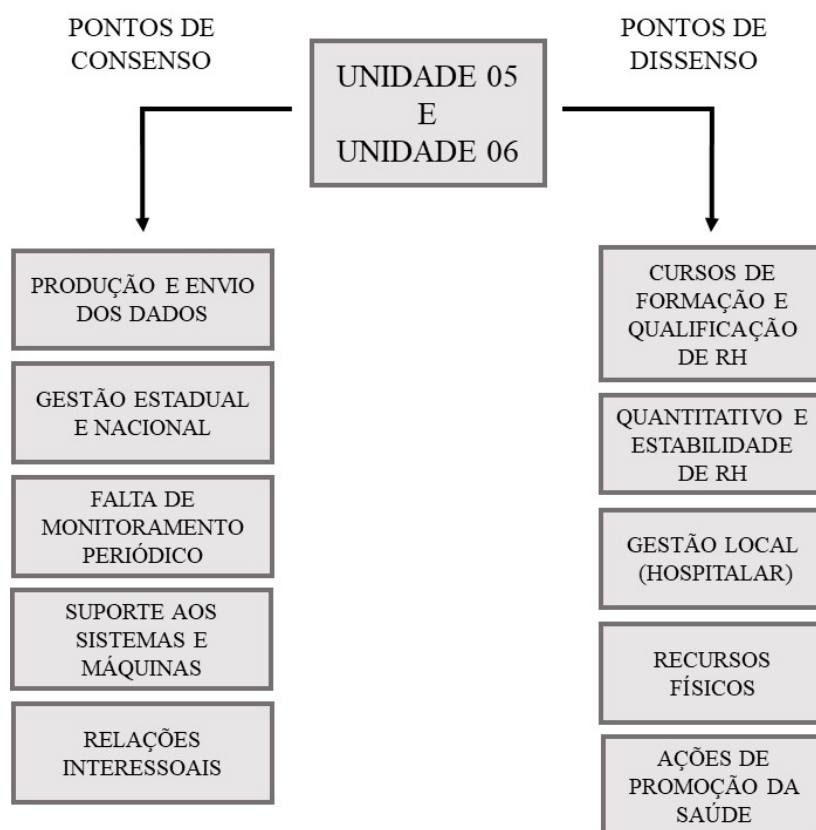 PONTOS DE
CONSENSO
UNIDADE 05
E
UNIDADE 06
PONTOS DE
DISSENSO
PRODUÇÃO E ENVIO
DOS DADOS
GESTÃO ESTADUAL
E NACIONAL
FALTA DE
MONITORAMENTO
PERIÓDICO
SUPORTE AOS
SISTEMAS E
MÁQUINAS
RELAÇÕES
INTERESSOAIS
CURSOS DE
FORMAÇÃO E
QUALIFICAÇÃO
DE RH
QUANTITATIVO E
ESTABILIDADE
DE RH
GESTÃO LOCAL
(HOSPITALAR)
RECURSOS
FÍSICOS
AÇÕES DE
PROMOÇÃO DA
SAÚDE